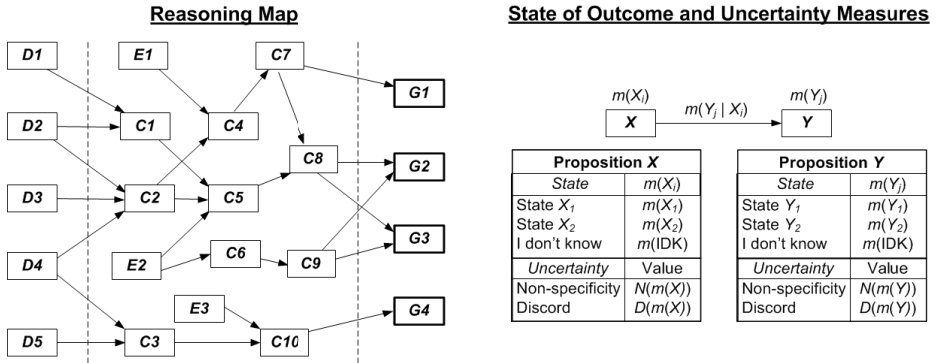 Reasoning Map
D1
E1
C7
G1
D2
C1
C4
C8
G2
D3
C2
C5
G3
D4
E2
C6
C9
E3
G4
D5
C3
C10
State of Outcome and Uncertainty Measures
m(Xi)
m(Yj | Xi)
m(Yj)
X
Y
Proposition X
State m(Xi)
State X1 m(X1)
State X2 m(X2)
I don't know m(IDK)
Uncertainty Value
Non-specificity N(m(X))
Discord D(m(X))
Proposition Y
State m(Yj)
State Y1 m(Y1)
State Y2 m(Y2)
I don't know m(IDK)
Uncertainty Value
Non-specificity N(m(Y))
Discord D(m(Y))